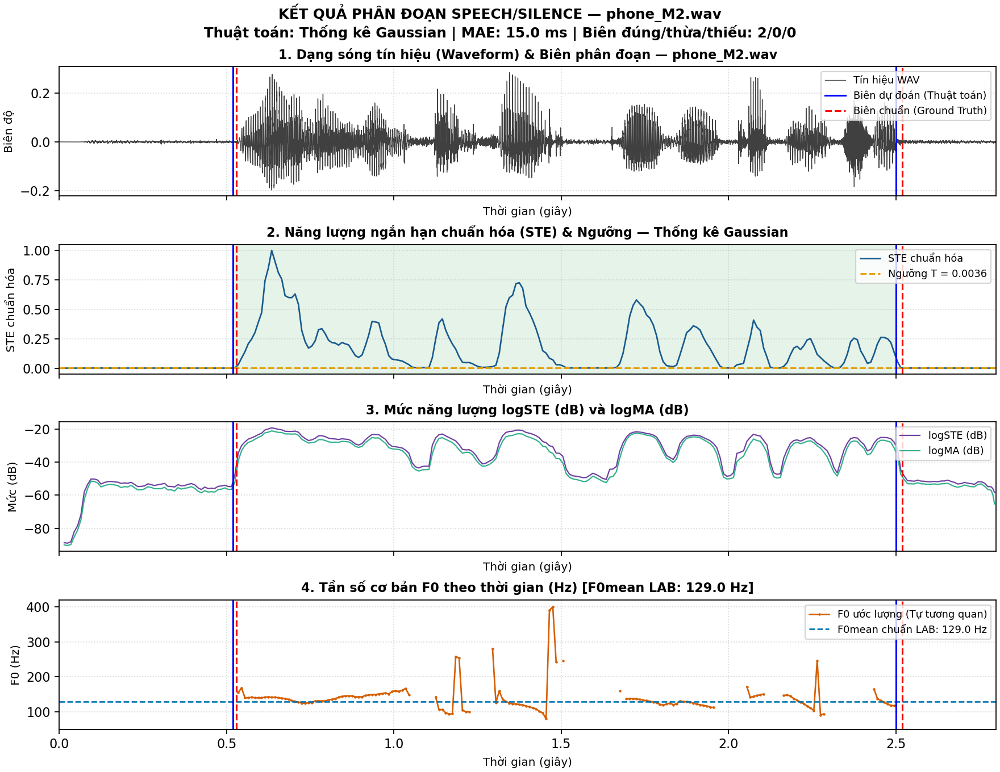 KẾT QUẢ PHÂN ĐOẠN SPEECH/SILENCE — phone_M2.wav
Thuật toán: Thống kê Gaussian | MAE: 15.0 ms | Biên đúng/thừa/thiếu: 2/0/0
1. Dạng sóng tín hiệu (Waveform) & Biên phân đoạn — phone_M2.wav
Biên độ
0.2
0.0
−0.2
Tín hiệu WAV
Biên dự đoán (Thuật toán)
Biên chuẩn (Ground Truth)
Thời gian (giây)
2. Năng lượng ngắn hạn chuẩn hóa (STE) & Ngưỡng — Thống kê Gaussian
STE chuẩn hóa
1.00
0.75
0.50
0.25
0.00
STE chuẩn hóa
Ngưỡng T = 0.0036
Thời gian (giây)
3. Mức năng lượng logSTE (dB) và logMA (dB)
Mức (dB)
−20
−40
−60
−80
logSTE (dB)
logMA (dB)
Thời gian (giây)
4. Tần số cơ bản F0 theo thời gian (Hz) [F0mean LAB: 129.0 Hz]
F0 (Hz)
400
300
200
100
F0 ước lượng (Tự tương quan)
F0mean chuẩn LAB: 129.0 Hz
0.0 0.5 1.0 1.5 2.0 2.5
Thời gian (giây)